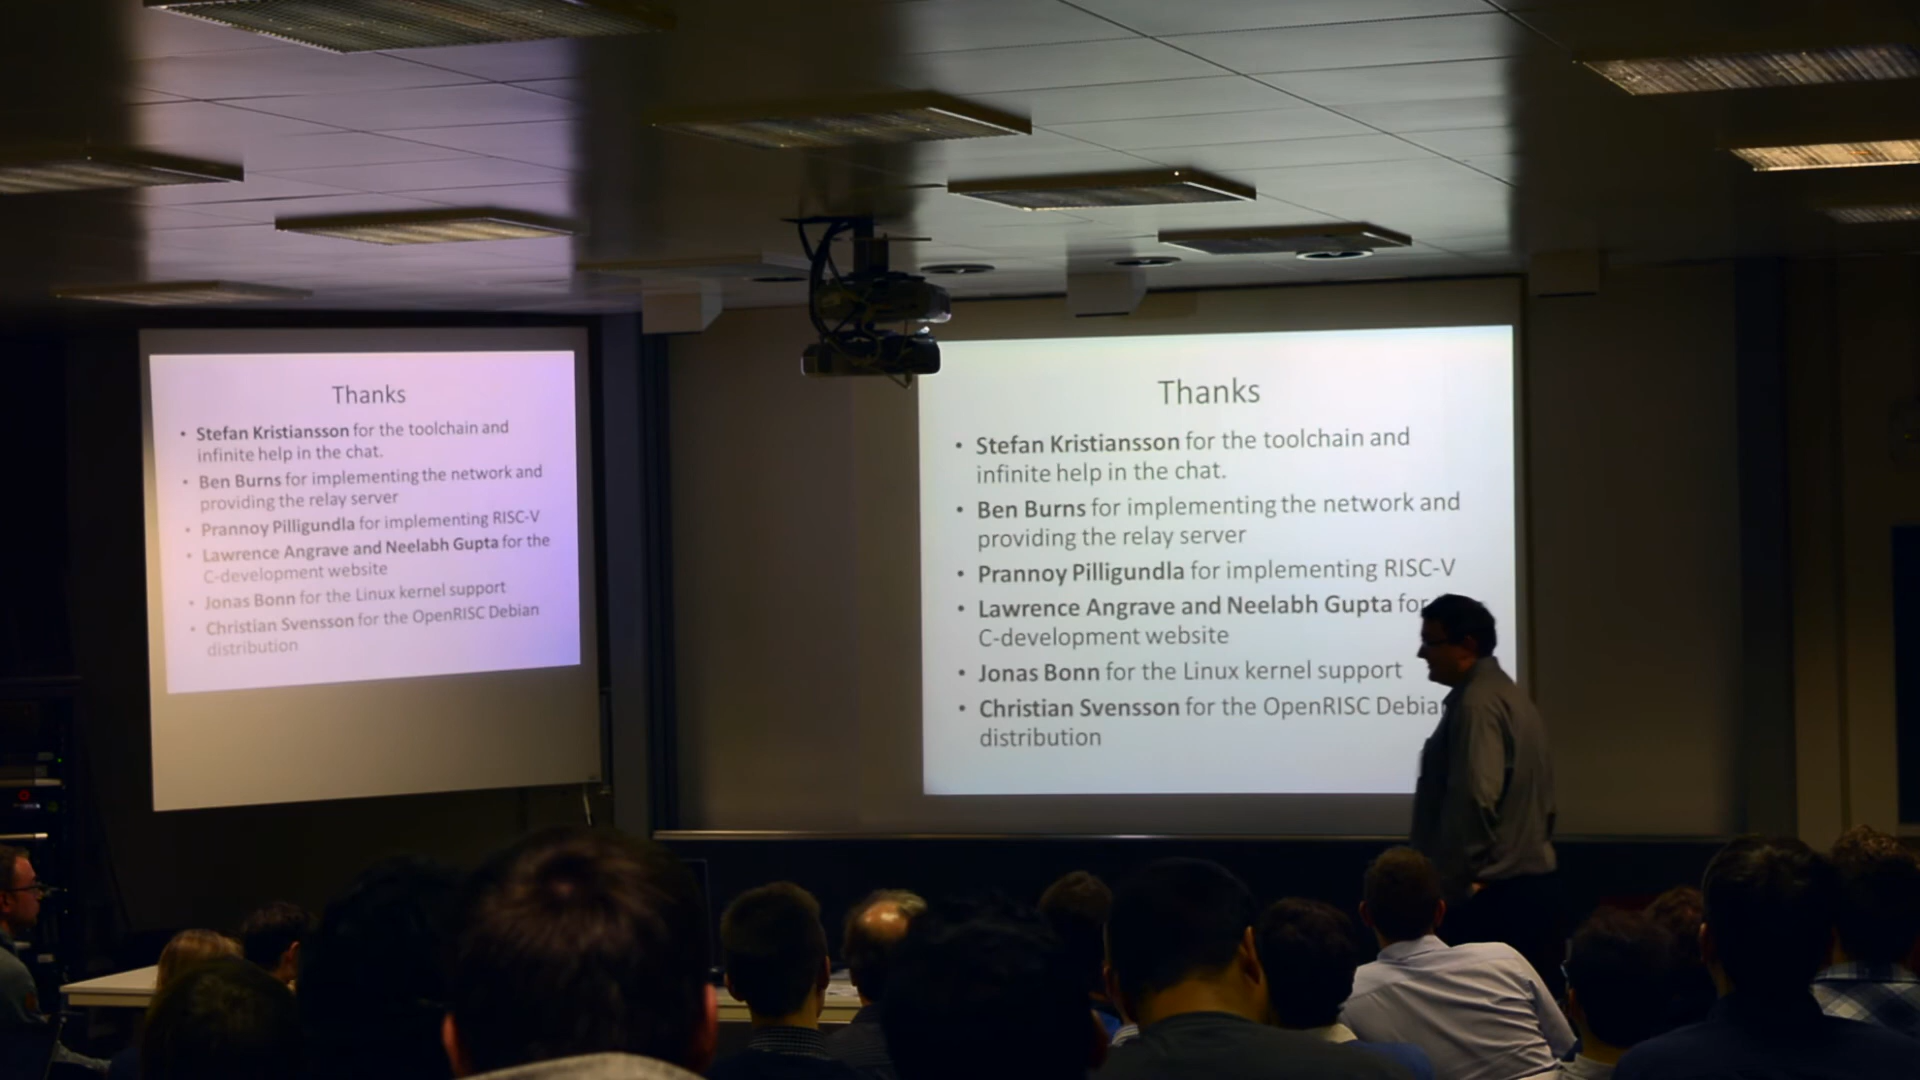 Thanks
• Stefan Kristiansson for the toolchain and
infinite help in the chat.
• Ben Burns for implementing the network and
providing the relay server
• Prannoy Pilligundla for implementing RISC-V
• Lawrence Angrave and Neelabh Gupta for the
C-development website
• Jonas Bonn for the Linux kernel support
• Christian Svensson for the OpenRISC Debian
distribution
Thanks
• Stefan Kristiansson for the toolchain and
infinite help in the chat.
• Ben Burns for implementing the network and
providing the relay server
• Prannoy Pilligundla for implementing RISC-V
• Lawrence Angrave and Neelabh Gupta for
C-development website
• Jonas Bonn for the Linux kernel support
• Christian Svensson for the OpenRISC Debia
distribution